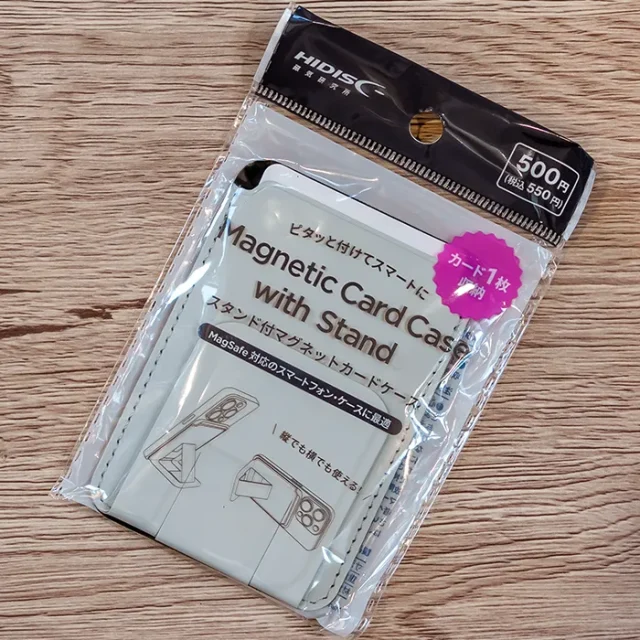 HIDISC
磁気研究所
500円
(税込 550円)
カード1枚
収納
ピタッと付けてスマートに
Magnetic Card Case
with Stand
スタンド付マグネットカードケース
MagSafe 対応のスマートフォン・ケースに最適
\ 縦でも横でも使える /